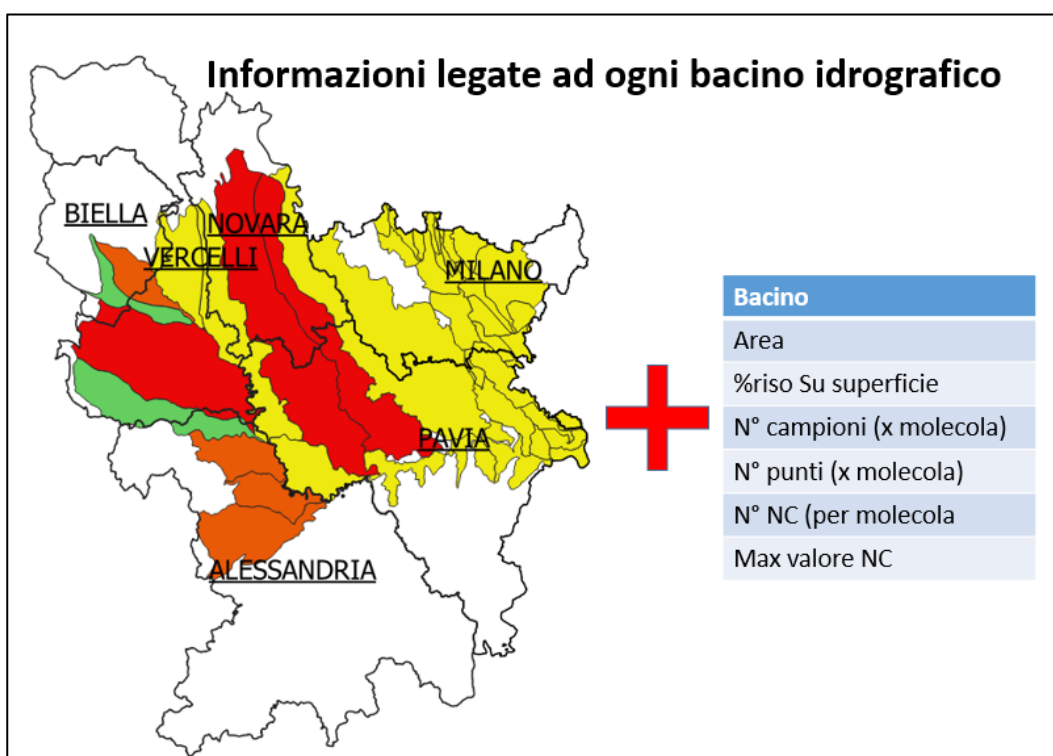 Informazioni legate ad ogni bacino idrografico
BIELLA
NOVARA
VERCELLI
MILANO
PAVIA
ALESSANDRIA
Bacino
Area
%riso Su superficie
N° campioni (x molecola)
N° punti (x molecola)
N° NC (per molecola
Max valore NC